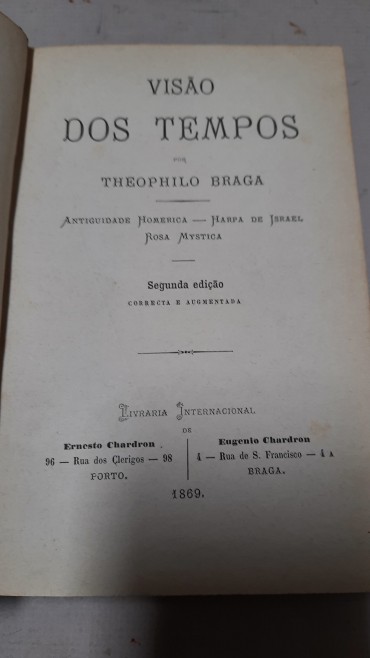 VISÃO
DOS TEMPOS
POR
THEOPHILO BRAGA
ANTIGUIDADE HOMERICA — HARPA DE ISRAEL
ROSA MYSTICA
Segunda edição
CORRECTA E AUGMENTADA
LIVRARIA INTERNACIONAL
DE
Ernesto Chardron
96 — Rua dos Clerigos — 98
PORTO.
Eugenio Chardron
4 — Rua de S. Francisco — 4 A
BRAGA.
1869.